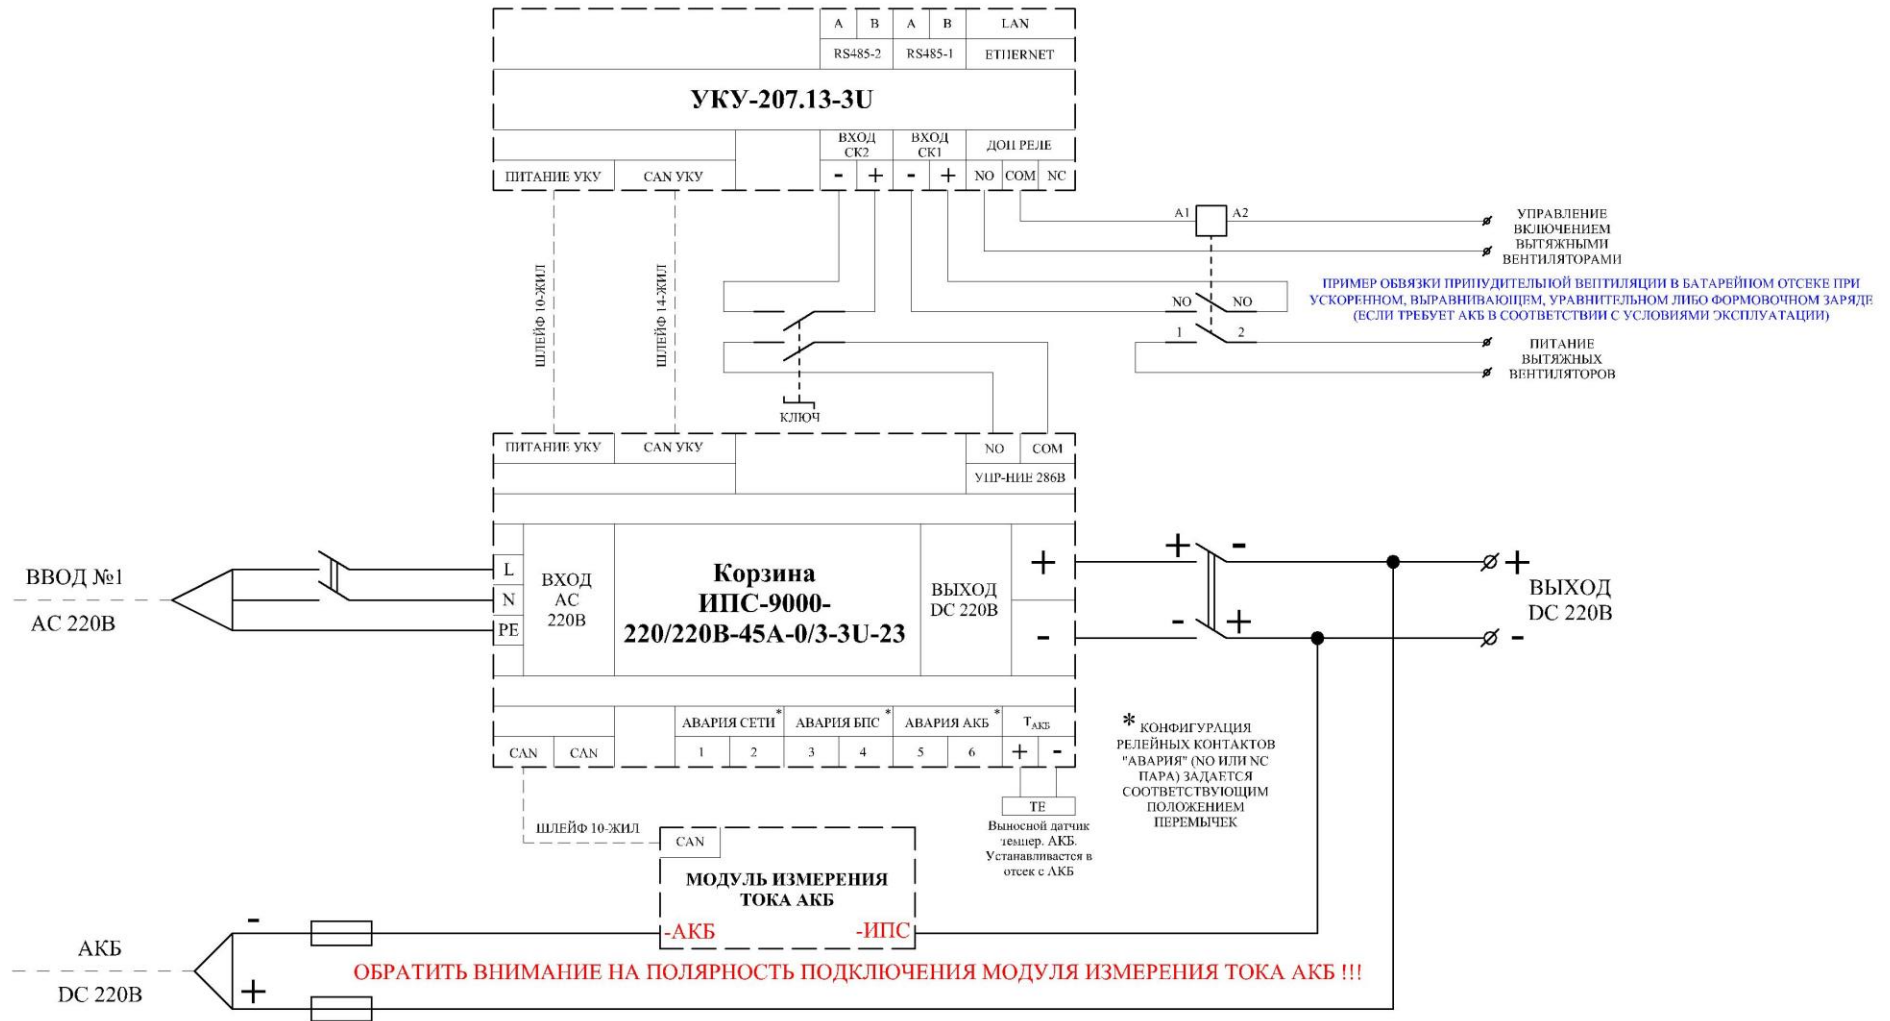 A B A B LAN
RS485-2 RS485-1 ETHERNET
УКУ-207.13-3U
ВХОД СК2 ВХОД СК1 ДОП РЕЛЕ
ПИТАНИЕ УКУ CAN УКУ - + - + NO COM NC
A1 A2
УПРАВЛЕНИЕ
ВКЛЮЧЕНИЕМ
ВЫТЯЖНЫМИ
ВЕНТИЛЯТОРАМИ
ШЛЕЙФ 10-ЖИЛ
ШЛЕЙФ 14-ЖИЛ
ПРИМЕР ОБВЯЗКИ ПРИНУДИТЕЛЬНОЙ ВЕНТИЛЯЦИИ В БАТАРЕЙНОМ ОТСЕКЕ ПРИ
УСКОРЕННОМ, ВЫРАВНИВАЮЩЕМ, УРАВНИТЕЛЬНОМ ЛИБО ФОРМОВОЧНОМ ЗАРЯДЕ
(ЕСЛИ ТРЕБУЕТ АКБ В СООТВЕТСТВИИ С УСЛОВИЯМИ ЭКСПЛУАТАЦИИ)
NO NO
1 2
ПИТАНИЕ
ВЫТЯЖНЫХ
ВЕНТИЛЯТОРОВ
КЛЮЧ
ПИТАНИЕ УКУ CAN УКУ NO COM
УПР-НИЕ 286В
ВВОД №1
AC 220В
L
N
PE
ВХОД
AC
220В
Корзина
ИПС-9000-
220/220В-45А-0/3-3U-23
ВЫХОД
DC 220В
+
-
+ -
- +
+
-
ВЫХОД
DC 220В
АВАРИЯ СЕТИ* АВАРИЯ БПС* АВАРИЯ АКБ* TАКБ
CAN CAN 1 2 3 4 5 6 + -
* КОНФИГУРАЦИЯ
РЕЛЕЙНЫХ КОНТАКТОВ
"АВАРИЯ" (NO ИЛИ NC
ПАРА) ЗАДАЕТСЯ
СООТВЕТСТВУЮЩИМ
ПОЛОЖЕНИЕМ
ПЕРЕМЫЧЕК
TE
Выносной датчик
темпер. АКБ.
Устанавливается в
отсек с АКБ
ШЛЕЙФ 10-ЖИЛ
CAN
МОДУЛЬ ИЗМЕРЕНИЯ
ТОКА АКБ
-АКБ -ИПС
АКБ
DC 220В
-
+
ОБРАТИТЬ ВНИМАНИЕ НА ПОЛЯРНОСТЬ ПОДКЛЮЧЕНИЯ МОДУЛЯ ИЗМЕРЕНИЯ ТОКА АКБ !!!